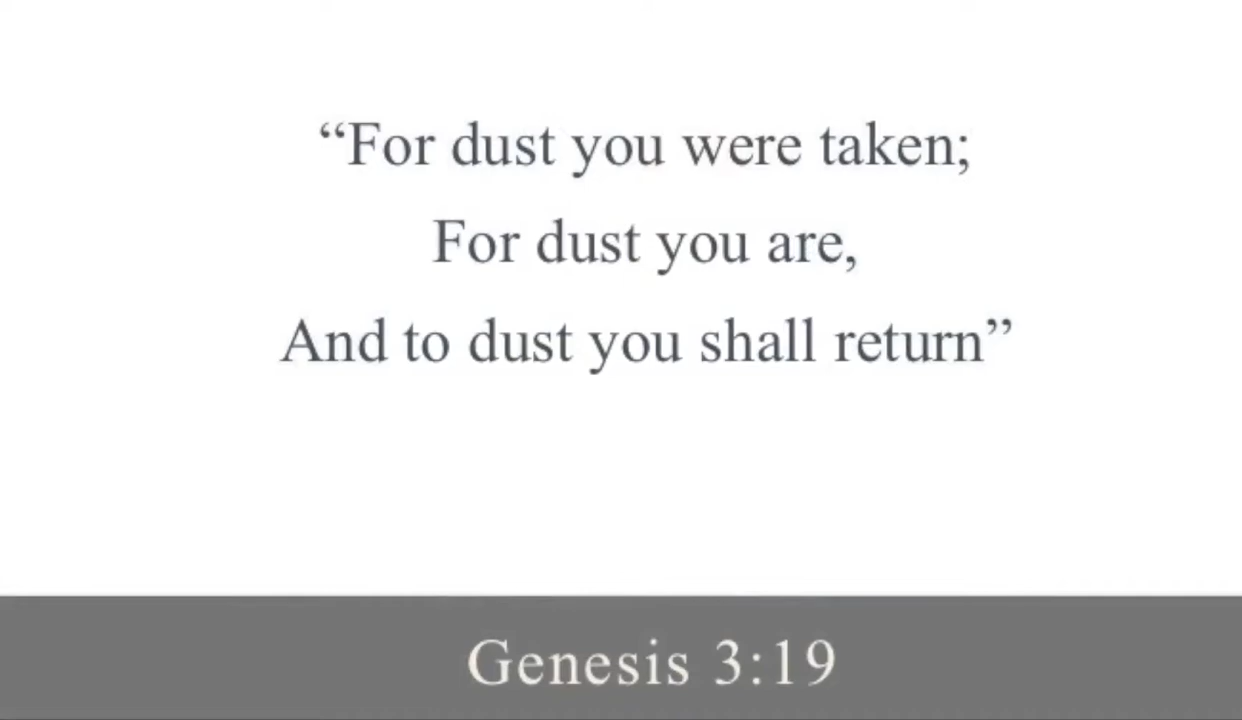 “For dust you were taken;
For dust you are,
And to dust you shall return”
Genesis 3:19